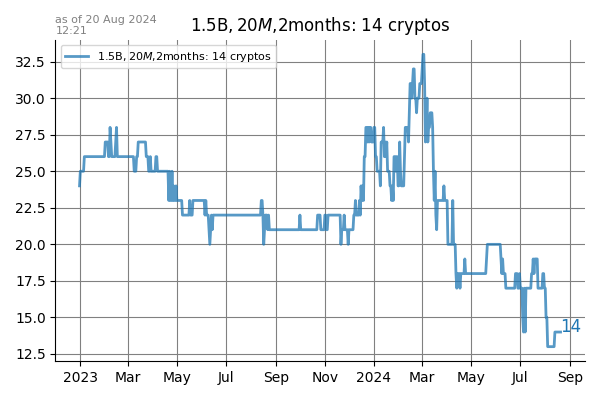 as of 20 Aug 2024
12:21
1.5B, 20M,2months: 14 cryptos
1.5B, 20M,2months: 14 cryptos
32.5
30.0
27.5
25.0
22.5
20.0
17.5
15.0
12.5
14
2023 Mar May Jul Sep Nov 2024 Mar May Jul Sep